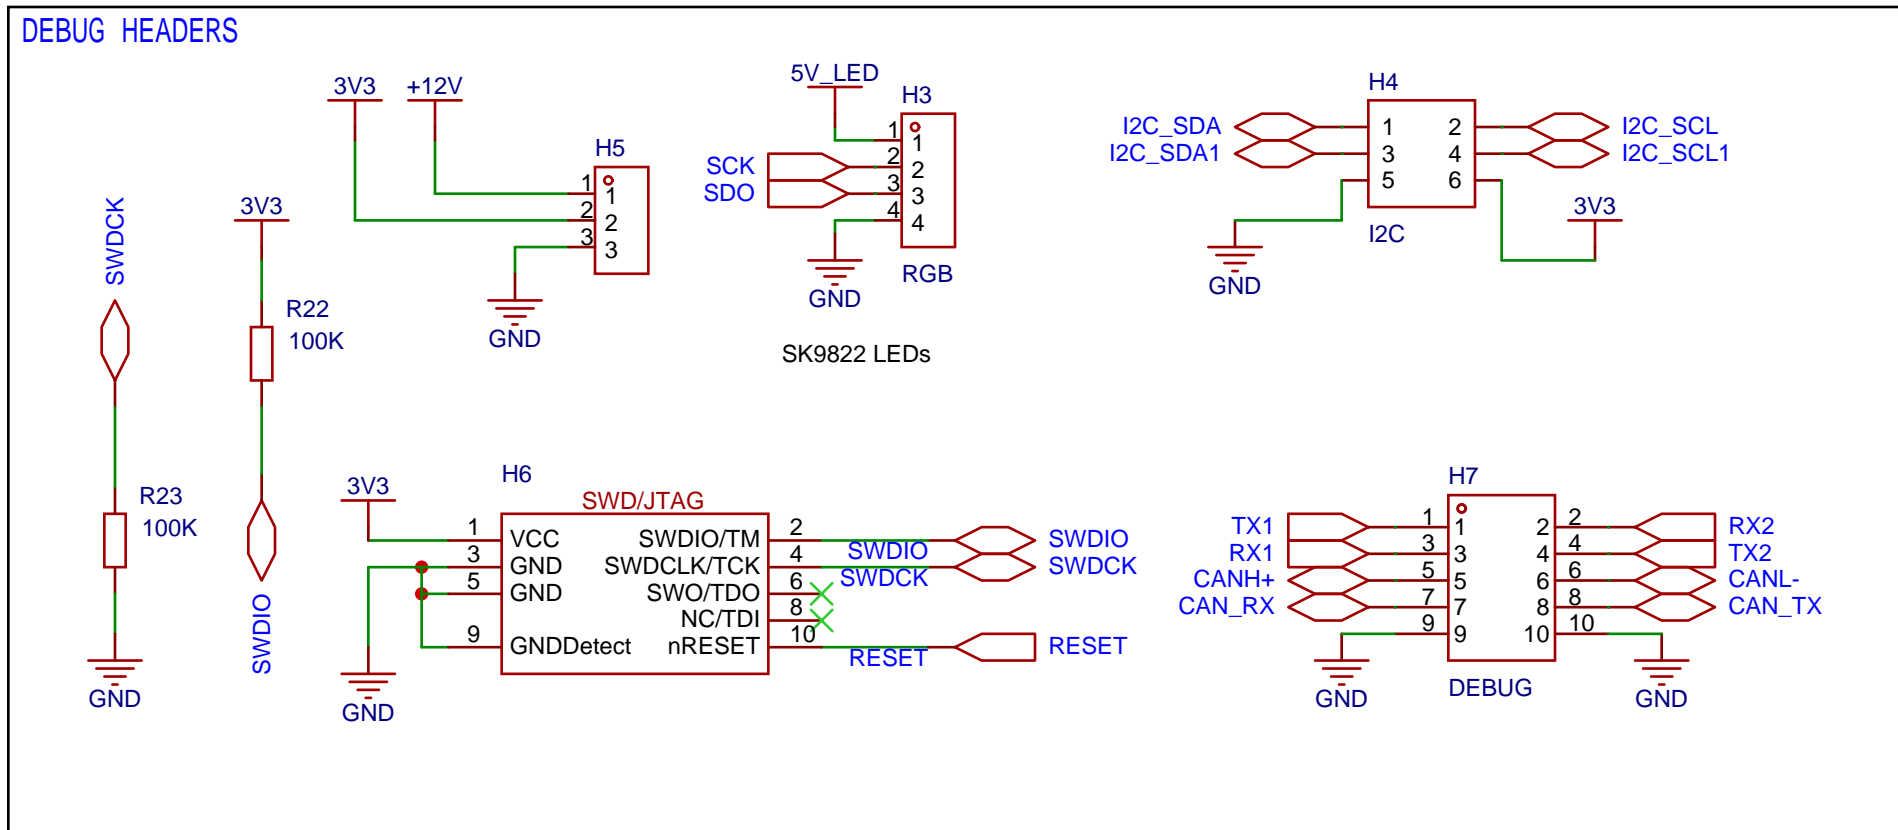 DEBUG HEADERS
SWDCK
R23
100K
GND
3V3
R22
100K
SWDIO
3V3
+12V
H5
1
1
2
2
3
3
GND
5V_LED
H3
1
1
SCK
2
2
SDO
3
3
4
4
GND
RGB
SK9822 LEDs
H4
I2C_SDA
1
2
I2C_SCL
I2C_SDA1
3
4
I2C_SCL1
5
6
I2C
GND
3V3
H6
SWD/JTAG
3V3
1
VCC
SWDIO/TM
2
SWDIO
SWDIO
3
GND
SWDCLK/TCK
4
SWDCK
SWDCK
5
GND
SWO/TDO
6
NC/TDI
8
9
GNDDetect
nRESET
10
RESET
RESET
GND
H7
TX1
1
1
2
2
RX2
RX1
3
3
4
4
TX2
CANH+
5
5
6
6
CANL-
CAN_RX
7
7
8
8
CAN_TX
9
9
10
10
GND
DEBUG
GND